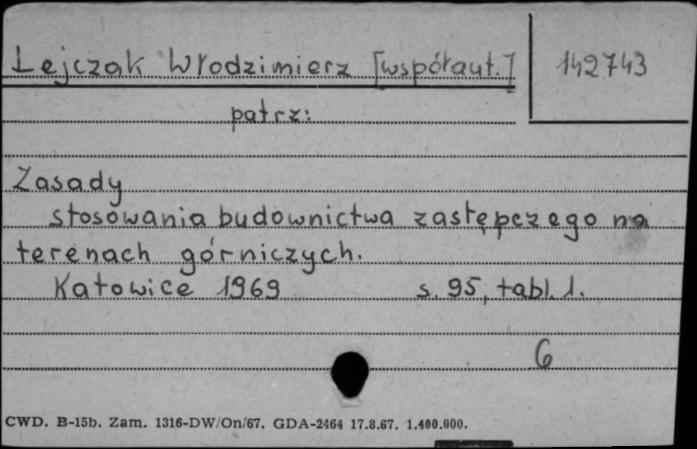 Lejczak Włodzimierz [współaut.] 142743
patrz:
Zasady
stosowania budownictwa zastępczego na
terenach górniczych.
Katowice 1969 s. 95, tabl. 1.
6
CWD. B-15b. Zam. 1316-DW/On/67. GDA-2464 17.8.67. 1.400.000.